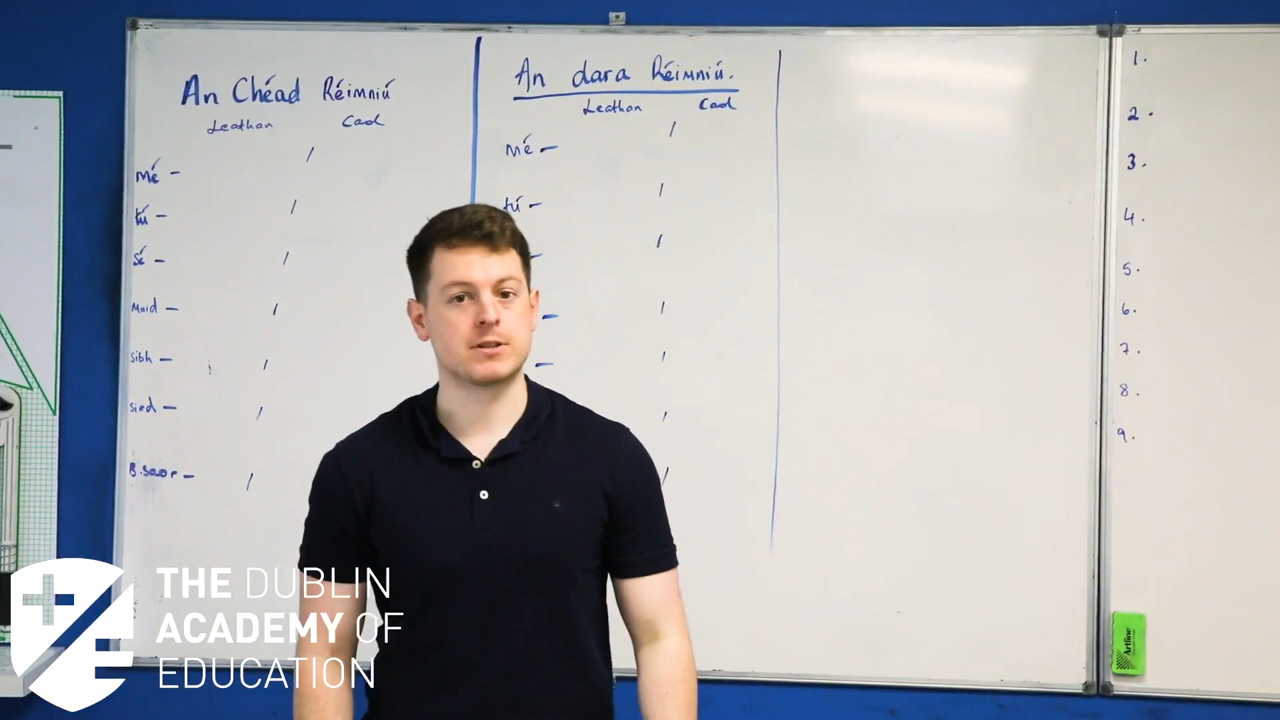 An Chéad Réimniú
Leathan Caol
Mé –
tú –
Sé –
Muid –
Sibh –
Siad –
B. Saor –
An dara Réimniú.
Leathan Caol
Mé –
tú –
1.
2.
3.
4.
5.
6.
7.
8.
9.
Artline
THE DUBLIN
ACADEMY OF
EDUCATION